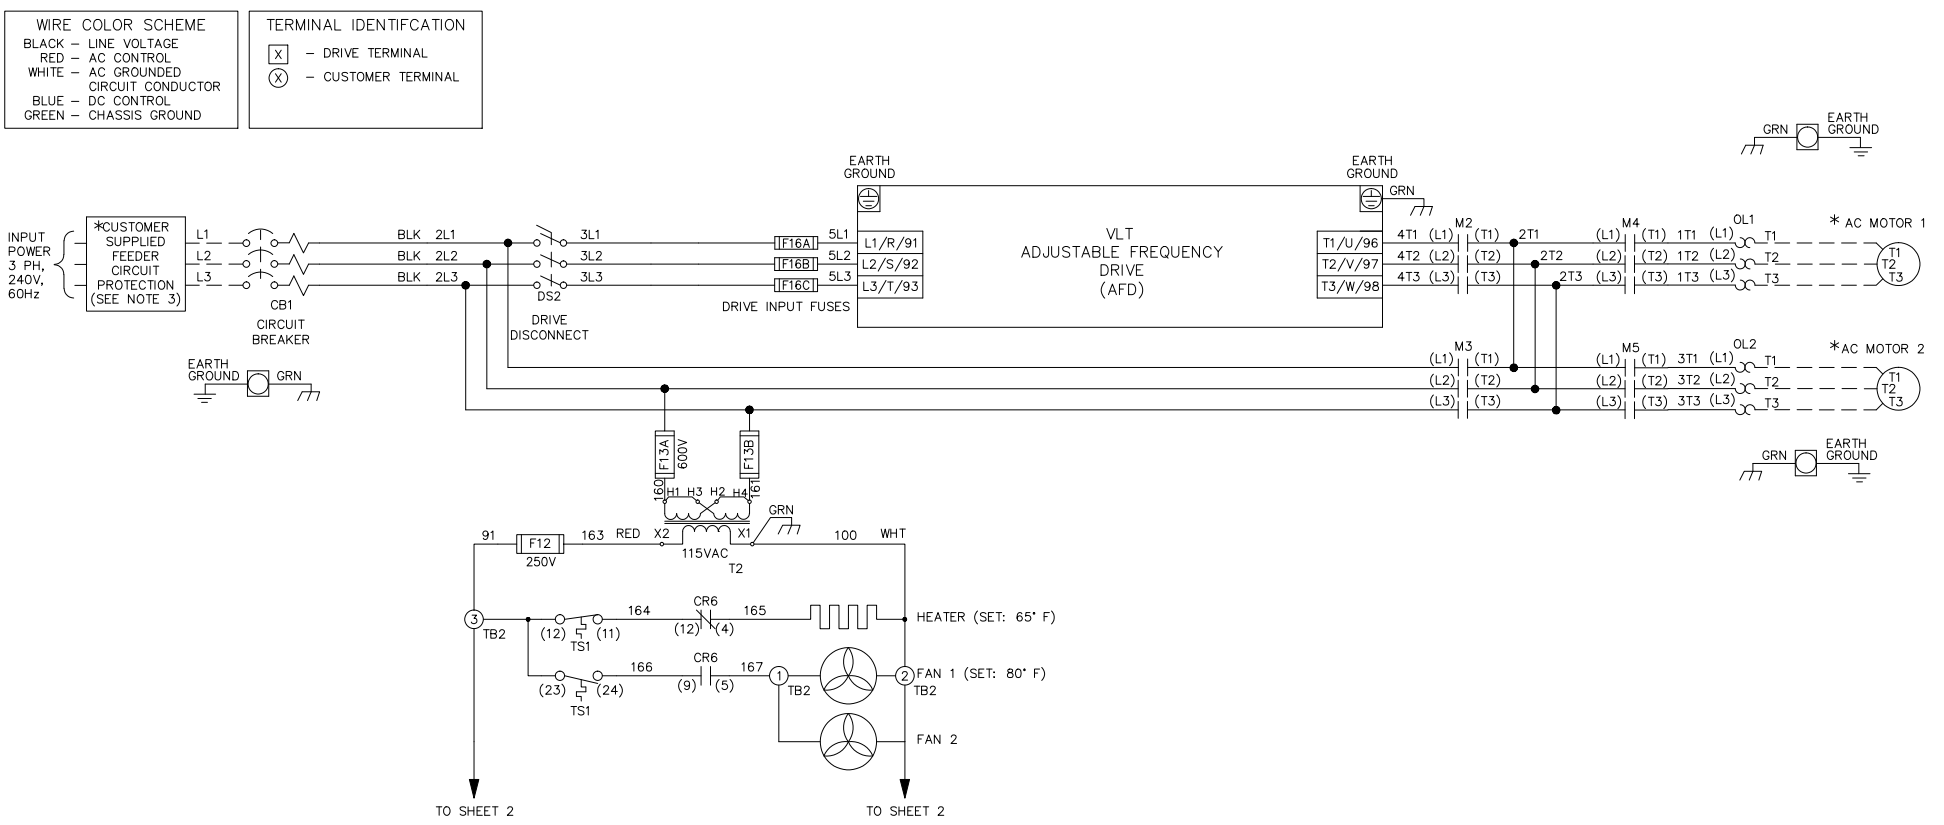 WIRE COLOR SCHEME
BLACK – LINE VOLTAGE
RED – AC CONTROL
WHITE – AC GROUNDED
CIRCUIT CONDUCTOR
BLUE – DC CONTROL
GREEN – CHASSIS GROUND
TERMINAL IDENTIFCATION
X – DRIVE TERMINAL
X – CUSTOMER TERMINAL
EARTH
GROUND
GRN
INPUT
POWER
3 PH,
240V,
60Hz
*CUSTOMER
SUPPLIED
FEEDER
CIRCUIT
PROTECTION
(SEE NOTE 3)
L1
L2
L3
CB1
CIRCUIT
BREAKER
BLK 2L1
BLK 2L2
BLK 2L3
DS2
DRIVE
DISCONNECT
3L1
3L2
3L3
F16A
F16B
F16C
5L1
5L2
5L3
DRIVE INPUT FUSES
EARTH
GROUND
L1/R/91
L2/S/92
L3/T/93
VLT
ADJUSTABLE FREQUENCY
DRIVE
(AFD)
EARTH
GROUND
GRN
T1/U/96
T2/V/97
T3/W/98
M2
4T1 (L1) (T1) 2T1
4T2 (L2) (T2) 2T2
4T3 (L3) (T3) 2T3
M4
OL1
(L1) (T1) 1T1 (L1) T1
(L2) (T2) 1T2 (L2) T2
(L3) (T3) 1T3 (L3) T3
* AC MOTOR 1
T1
T2
T3
EARTH
GROUND
GRN
M3
(L1) (T1)
(L2) (T2)
(L3) (T3)
M5
OL2
(L1) (T1) 3T1 (L1) T1
(L2) (T2) 3T2 (L2) T2
(L3) (T3) 3T3 (L3) T3
*AC MOTOR 2
T1
T2
T3
GRN
EARTH
GROUND
F13A
600V
F13B
160
161
H1 H3 H2 H4
GRN
91
F12
250V
163 RED X2
X1
115VAC
T2
100 WHT
3
TB2
(12) (11)
TS1
164
CR6
(12) (4)
165
HEATER (SET: 65° F)
(23) (24)
TS1
166
CR6
(9) (5)
167
1
TB2
2
TB2
FAN 1 (SET: 80° F)
FAN 2
TO SHEET 2
TO SHEET 2